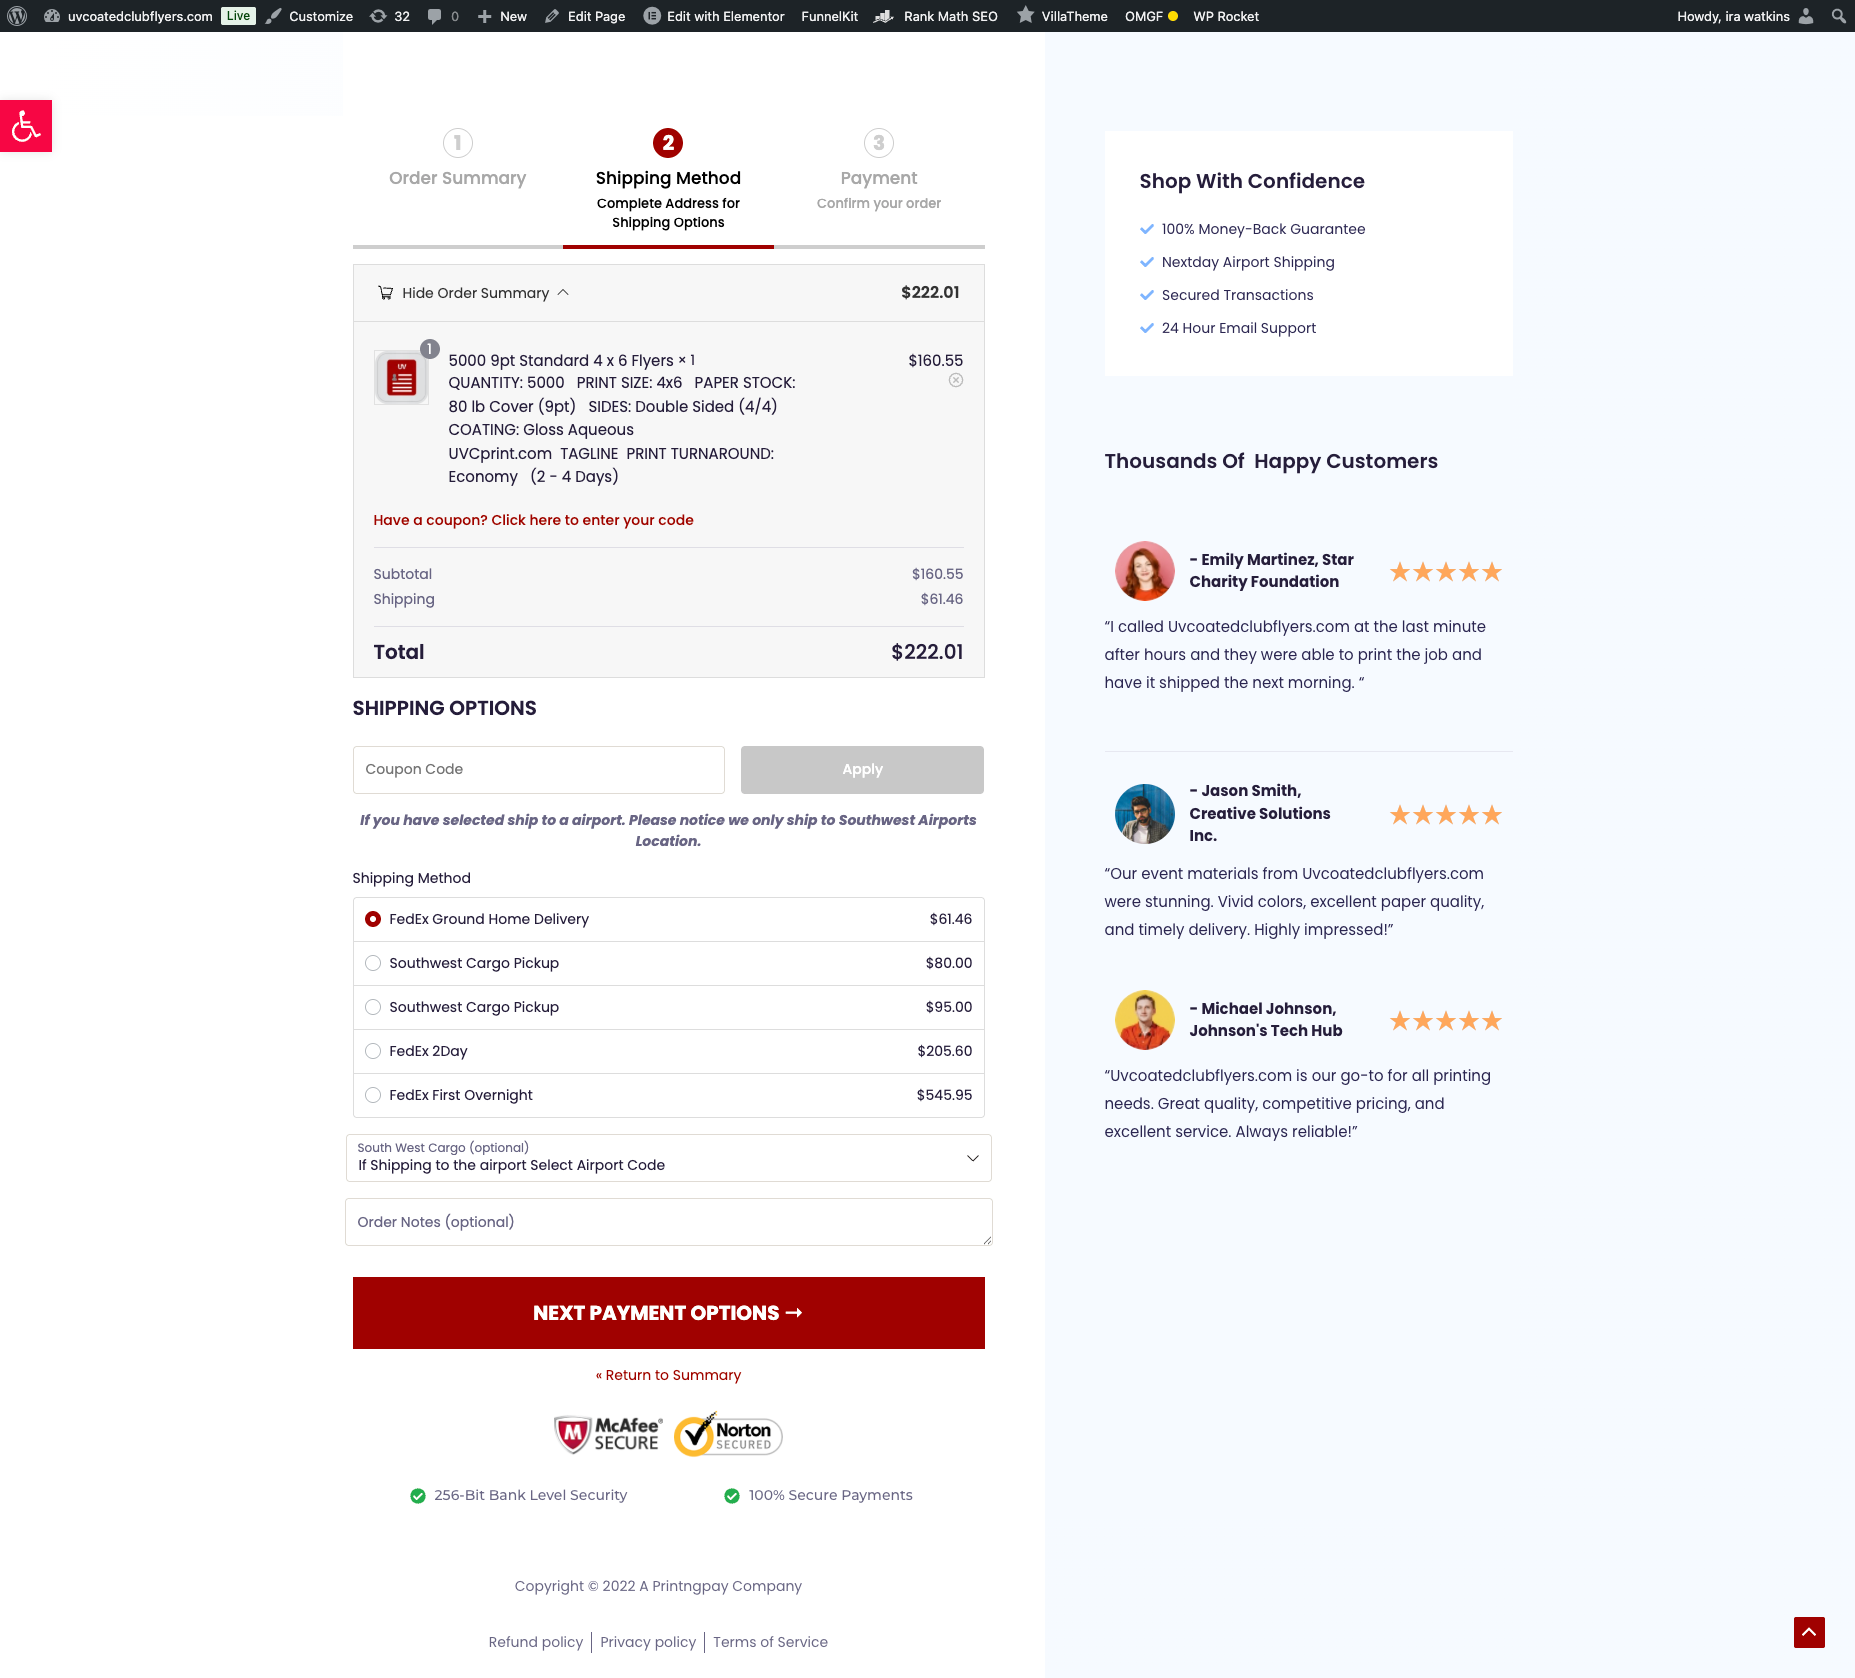 uvcoatedclubflyers.com Live Customize 32 0 New Edit Page Edit with Elementor FunnelKit Rank Math SEO VillaTheme OMGF WP Rocket Howdy, ira watkins
1
Order Summary
2
Shipping Method
Complete Address for
Shipping Options
3
Payment
Confirm your order
Hide Order Summary $222.01
1
UV
5000 9pt Standard 4 x 6 Flyers × 1 $160.55
QUANTITY: 5000 PRINT SIZE: 4x6 PAPER STOCK:
80 lb Cover (9pt) SIDES: Double Sided (4/4)
COATING: Gloss Aqueous
UVCprint.com TAGLINE PRINT TURNAROUND:
Economy (2 - 4 Days)
Have a coupon? Click here to enter your code
Subtotal $160.55
Shipping $61.46
Total $222.01
SHIPPING OPTIONS
Coupon Code Apply
If you have selected ship to a airport. Please notice we only ship to Southwest Airports
Location.
Shipping Method
FedEx Ground Home Delivery $61.46
Southwest Cargo Pickup $80.00
Southwest Cargo Pickup $95.00
FedEx 2Day $205.60
FedEx First Overnight $545.95
South West Cargo (optional)
If Shipping to the airport Select Airport Code
Order Notes (optional)
NEXT PAYMENT OPTIONS →
« Return to Summary
McAfee®
SECURE
Norton
SECURED
256-Bit Bank Level Security 100% Secure Payments
Copyright © 2022 A Printngpay Company
Refund policy | Privacy policy | Terms of Service
Shop With Confidence
100% Money-Back Guarantee
Nextday Airport Shipping
Secured Transactions
24 Hour Email Support
Thousands Of Happy Customers
- Emily Martinez, Star
Charity Foundation
“I called Uvcoatedclubflyers.com at the last minute
after hours and they were able to print the job and
have it shipped the next morning. “
- Jason Smith,
Creative Solutions
Inc.
“Our event materials from Uvcoatedclubflyers.com
were stunning. Vivid colors, excellent paper quality,
and timely delivery. Highly impressed!”
- Michael Johnson,
Johnson's Tech Hub
“Uvcoatedclubflyers.com is our go-to for all printing
needs. Great quality, competitive pricing, and
excellent service. Always reliable!”